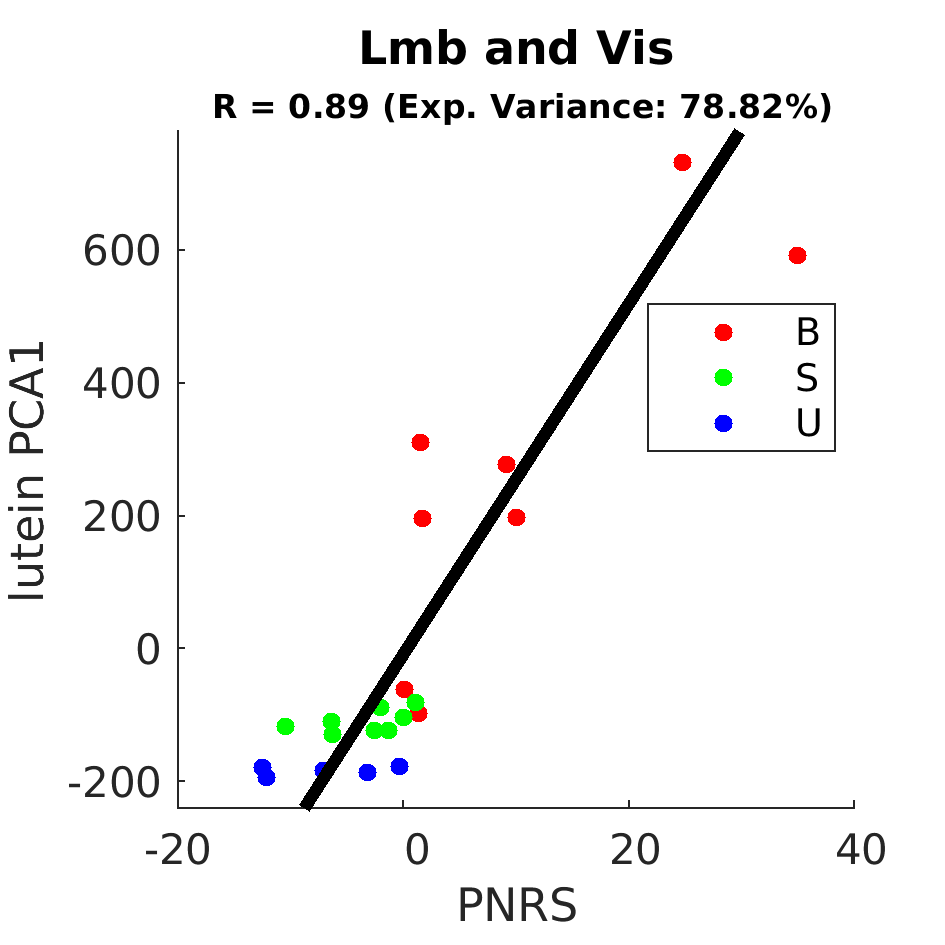 Lmb and Vis
R = 0.89 (Exp. Variance: 78.82%)
600
400
200
0
-200
lutein PCA1
B
S
U
-20
0
20
40
PNRS